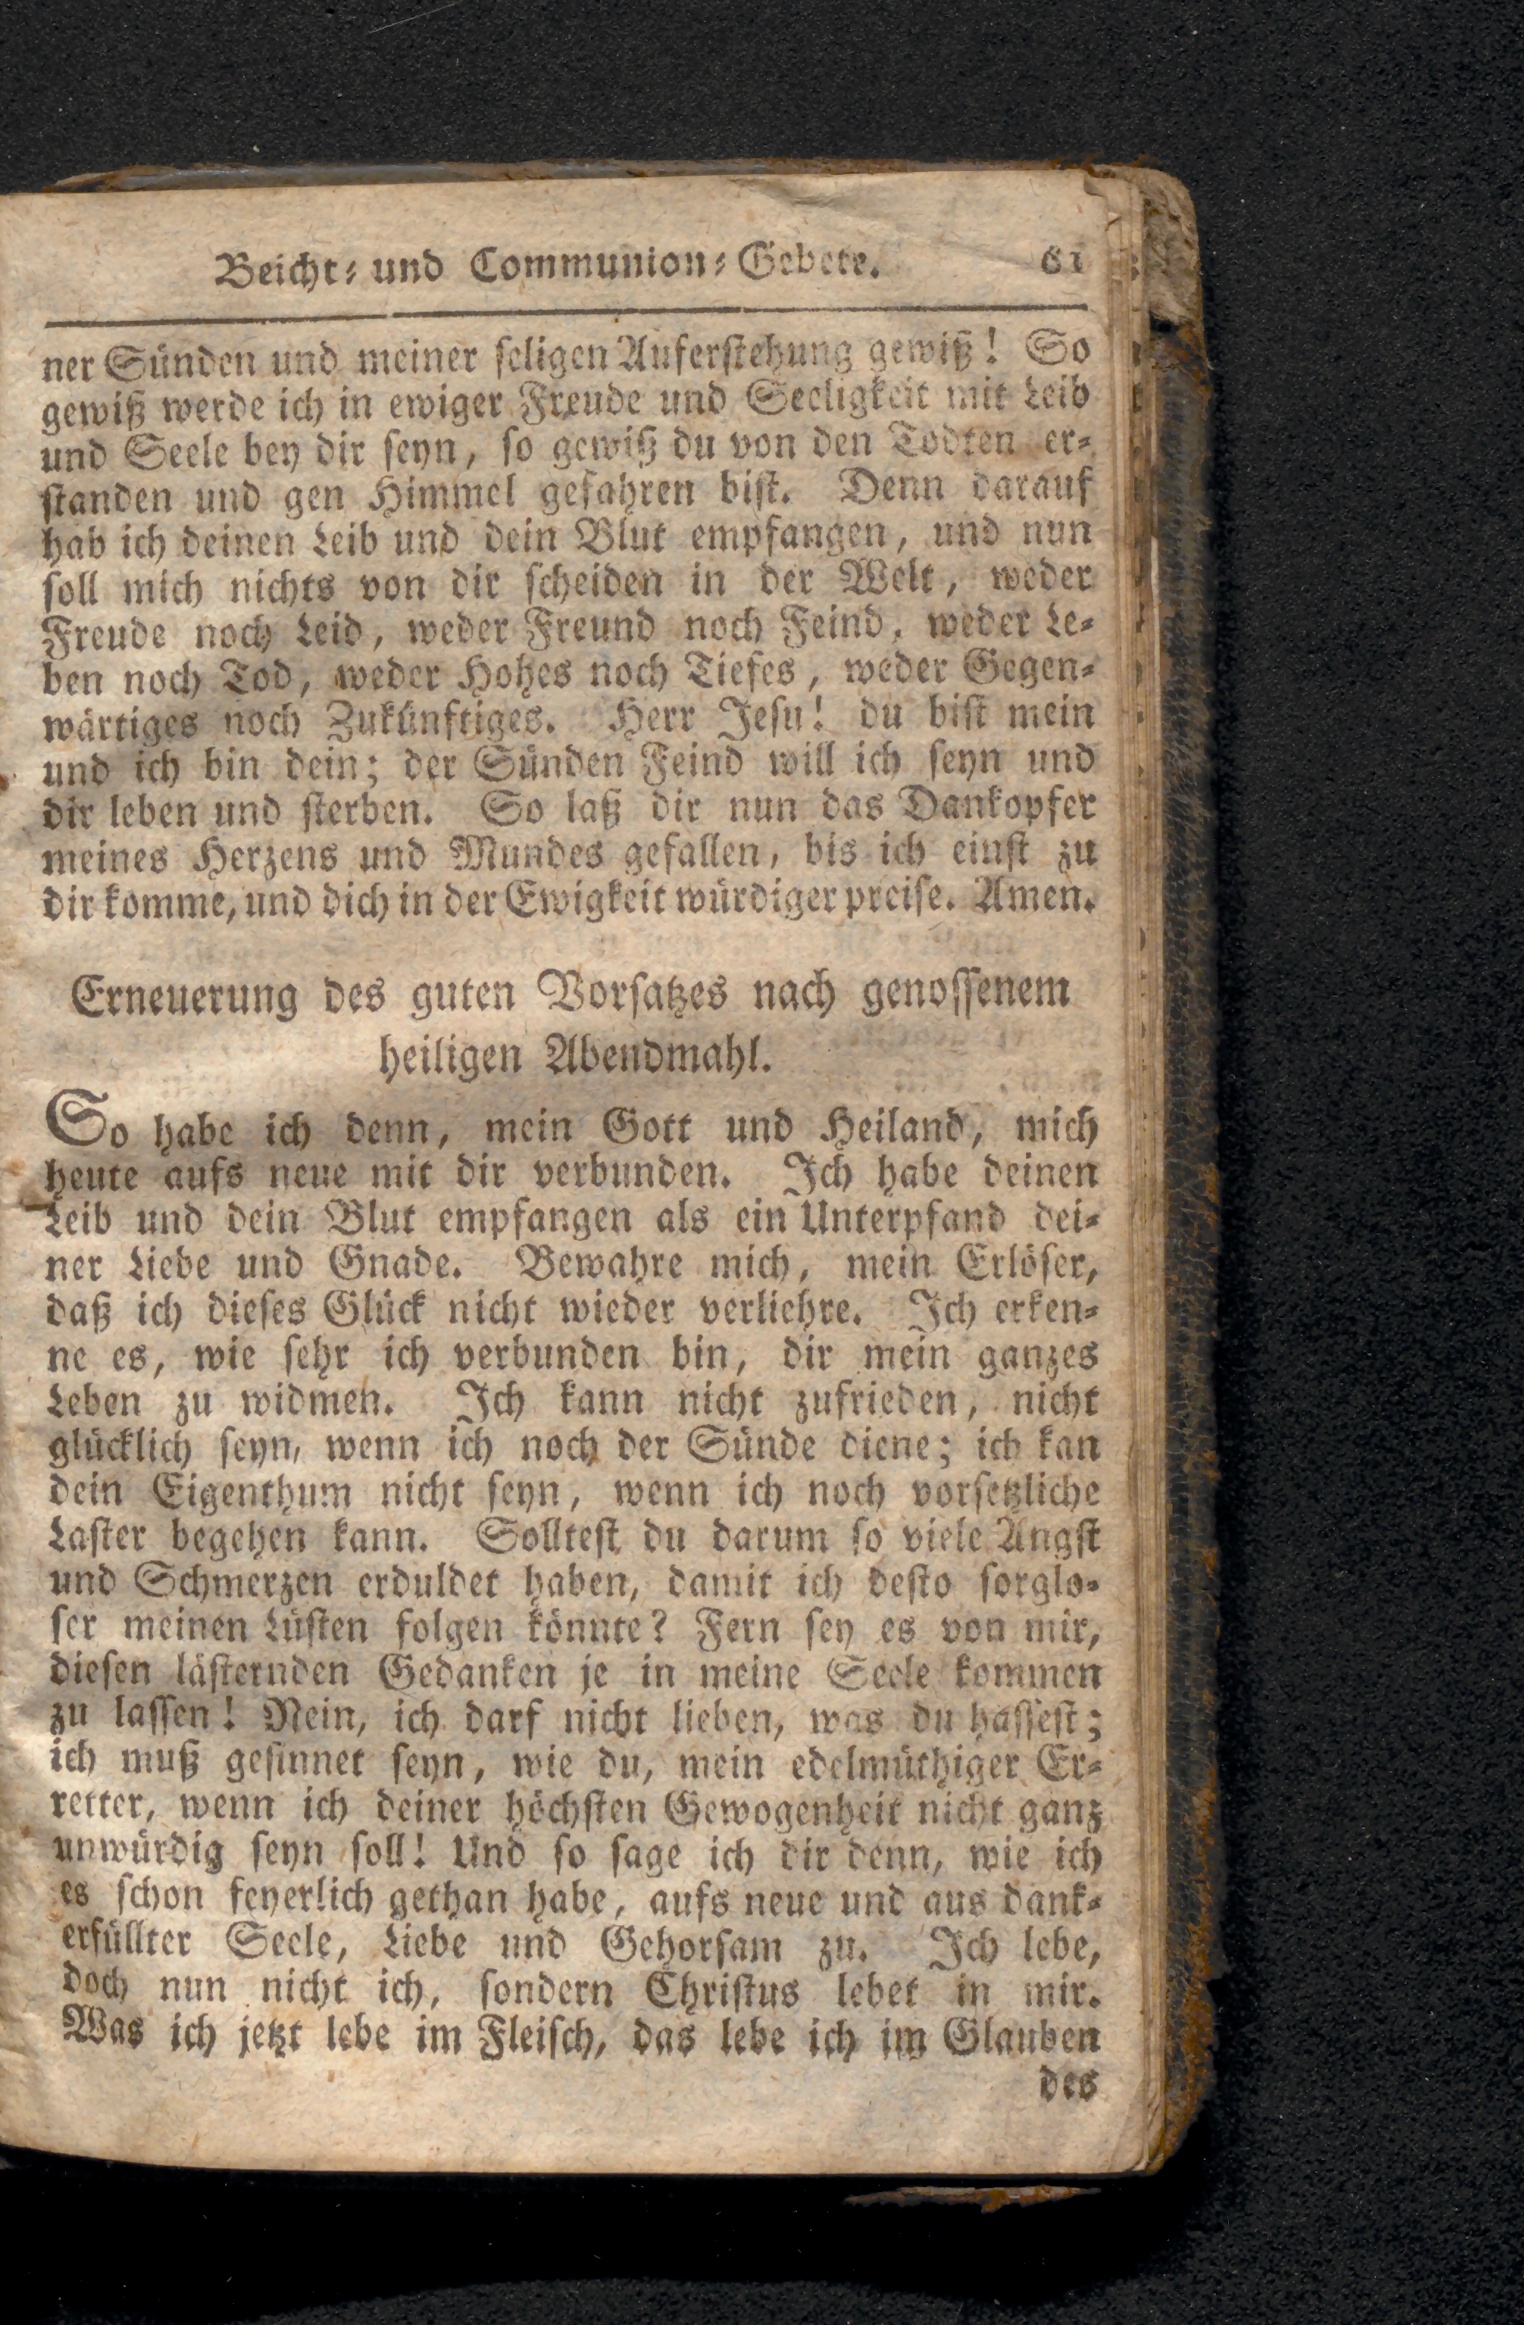 Beicht- und Communion-Gebete. 61
ner Sünden und meiner seligen Auferstehung gewiß! So
gewiß werde ich in ewiger Freude und Seeligkeit mit Leib
und Seele bey dir seyn, so gewiß du von den Todten er-
standen und gen Himmel gefahren bist. Denn darauf
hab ich deinen Leib und dein Blut empfangen, und nun
soll mich nichts von dir scheiden in der Welt, weder
Freude noch Leid, weder Freund noch Feind, weder Le-
ben noch Tod, weder Hohes noch Tiefes, weder Gegen-
wärtiges noch Zukünftiges. Herr Jesu! du bist mein
und ich bin dein; der Sünden Feind will ich seyn und
dir leben und sterben. So laß dir nun das Dankopfer
meines Herzens und Mundes gefallen, bis ich einst zu
dir komme, und dich in der Ewigkeit würdiger preise. Amen.
Erneuerung des guten Vorsatzes nach genossenem
heiligen Abendmahl.
So habe ich denn, mein Gott und Heiland, mich
heute aufs neue mit dir verbunden. Ich habe deinen
Leib und dein Blut empfangen als ein Unterpfand dei-
ner Liebe und Gnade. Bewahre mich, mein Erlöser,
daß ich dieses Glück nicht wieder verliehre. Ich erken-
ne es, wie sehr ich verbunden bin, dir mein ganzes
Leben zu widmen. Ich kann nicht zufrieden, nicht
glücklich seyn, wenn ich noch der Sünde diene; ich kan
dein Eigenthum nicht seyn, wenn ich noch vorsetzliche
Laster begehen kann. Solltest du darum so viele Angst
und Schmerzen erduldet haben, damit ich desto sorglo-
ser meinen Lüsten folgen könnte? Fern sey es von mir,
diesen lästernden Gedanken je in meine Seele kommen
zu lassen! Nein, ich darf nicht lieben, was du hassest;
ich muß gesinnet seyn, wie du, mein edelmüthiger Er-
retter, wenn ich deiner höchsten Gewogenheit nicht ganz
unwürdig seyn soll! Und so sage ich dir denn, wie ich
es schon feyerlich gethan habe, aufs neue und aus dank-
erfüllter Seele, Liebe und Gehorsam zu. Ich lebe,
doch nun nicht ich, sondern Christus lebet in mir.
Was ich jetzt lebe im Fleisch, das lebe ich im Glauben
des